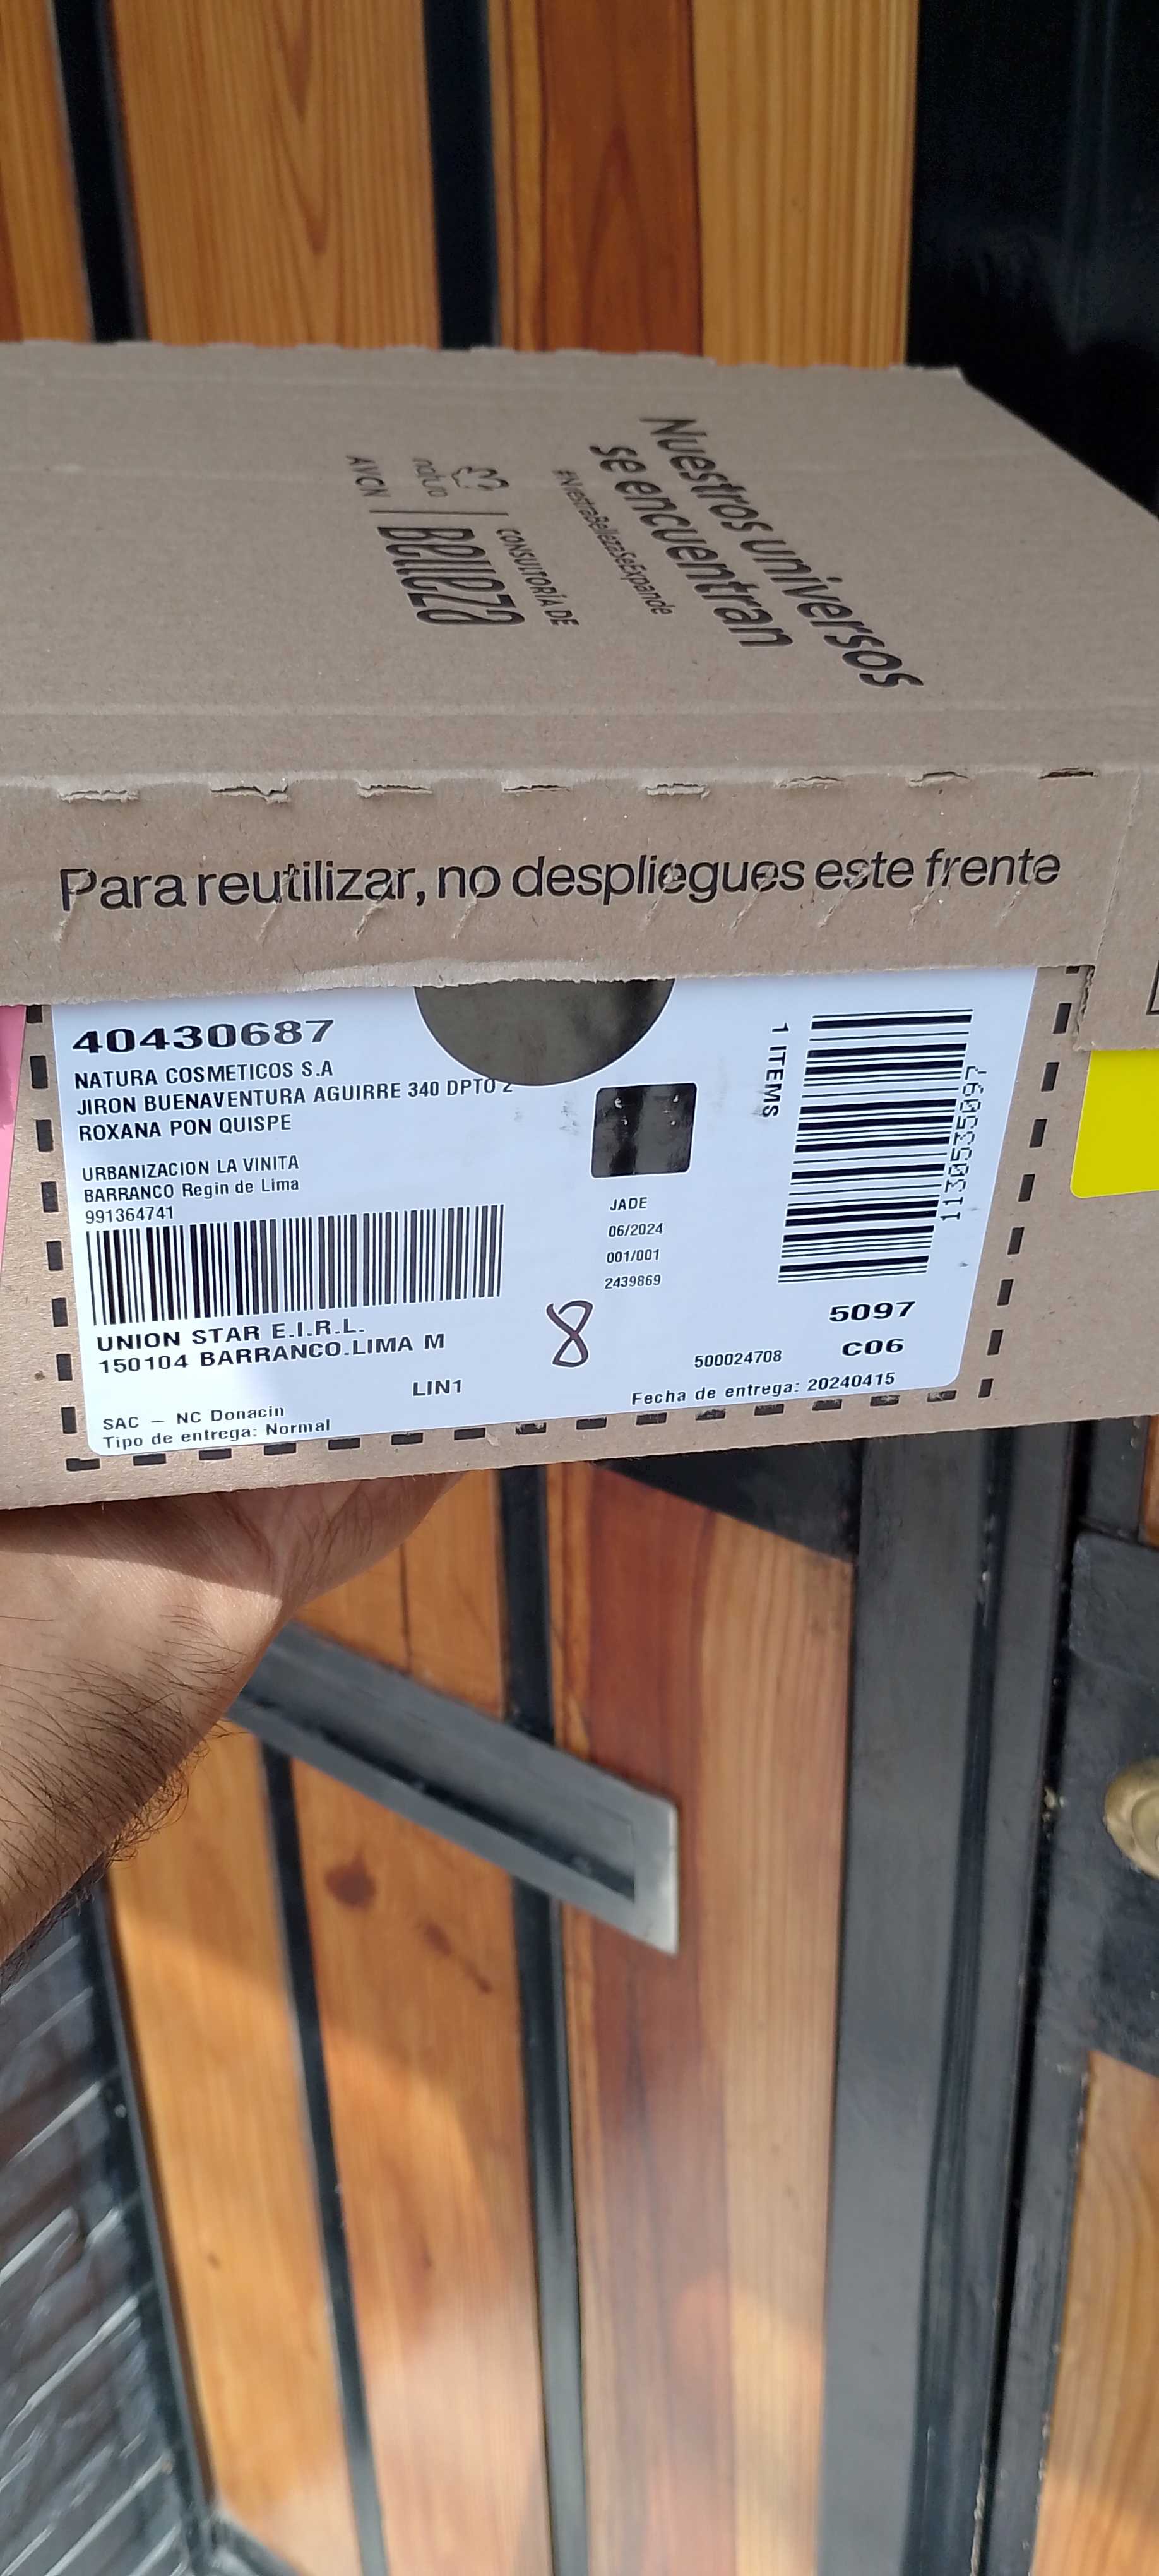 Nuestros universos
se encuentran
#NuestraBellezaSeExpande
CONSULTORÍA DE
Belleza
natura
AVON
Para reutilizar, no despliegues este frente
40430687
NATURA COSMETICOS S.A
JIRON BUENAVENTURA AGUIRRE 340 DPTO 2
ROXANA PON QUISPE
URBANIZACION LA VINITA
BARRANCO Regin de Lima
991364741
UNION STAR E.I.R.L.
150104 BARRANCO.LIMA M
LIN1
SAC – NC Donacin
Tipo de entrega: Normal
JADE
06/2024
001/001
2439869
8
1 ITEMS
1130535097
5097
500024708 C06
Fecha de entrega: 20240415